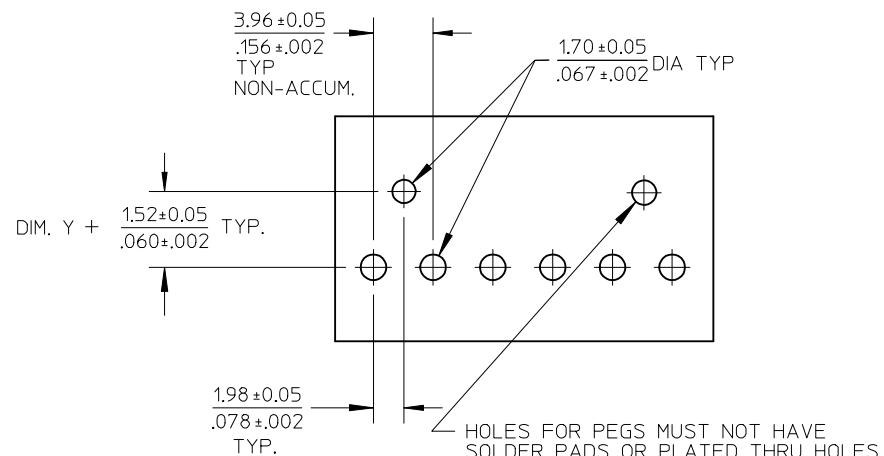 3.96 ±0.05
.156 ±.002
TYP
NON-ACCUM.
1.70±0.05
.067 ±.002 DIA TYP
DIM. Y + 1.52±0.05 TYP.
.060±.002
1.98 ±0.05
.078 ±.002
TYP.
HOLES FOR PEGS MUST NOT HAVE
SOLDER PADS OR PLATED THRU HOLES